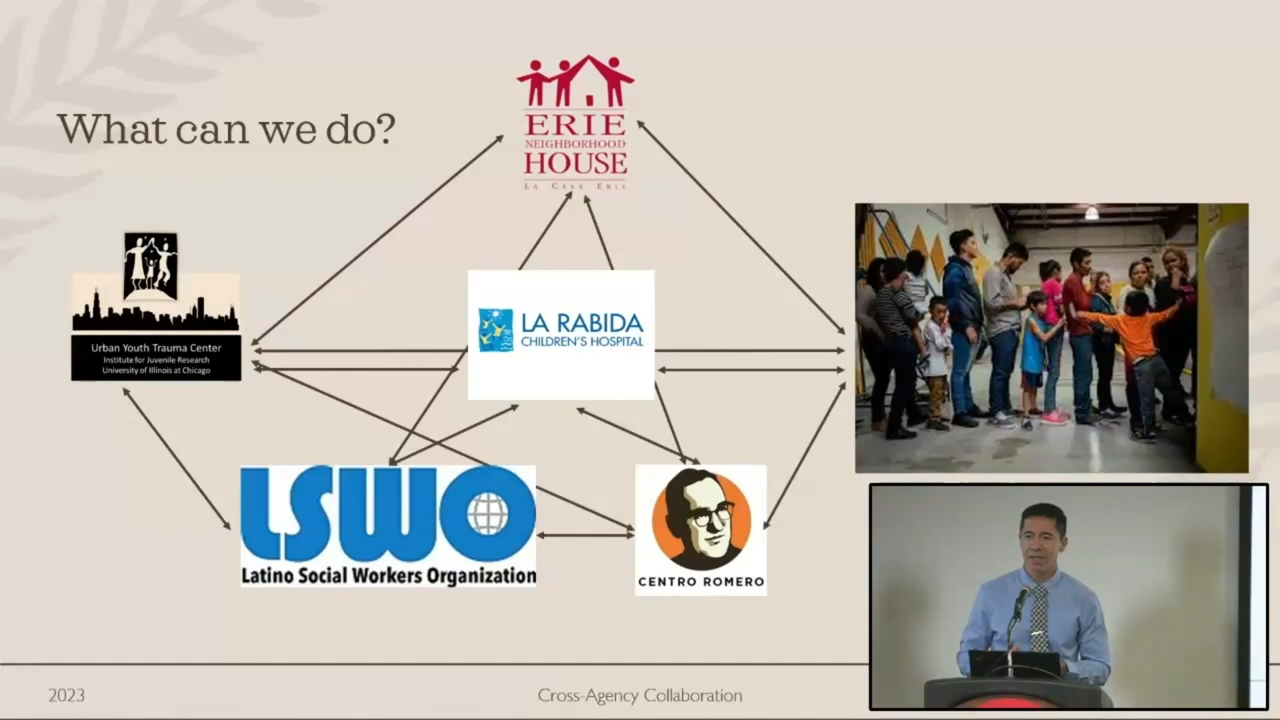 What can we do?
ERIE
NEIGHBORHOOD
HOUSE
LA CASA ERIE
Urban Youth Trauma Center
Institute for Juvenile Research
University of Illinois at Chicago
LA RABIDA
CHILDREN'S HOSPITAL
LSWO
Latino Social Workers Organization
CENTRO ROMERO
2023
Cross-Agency Collaboration